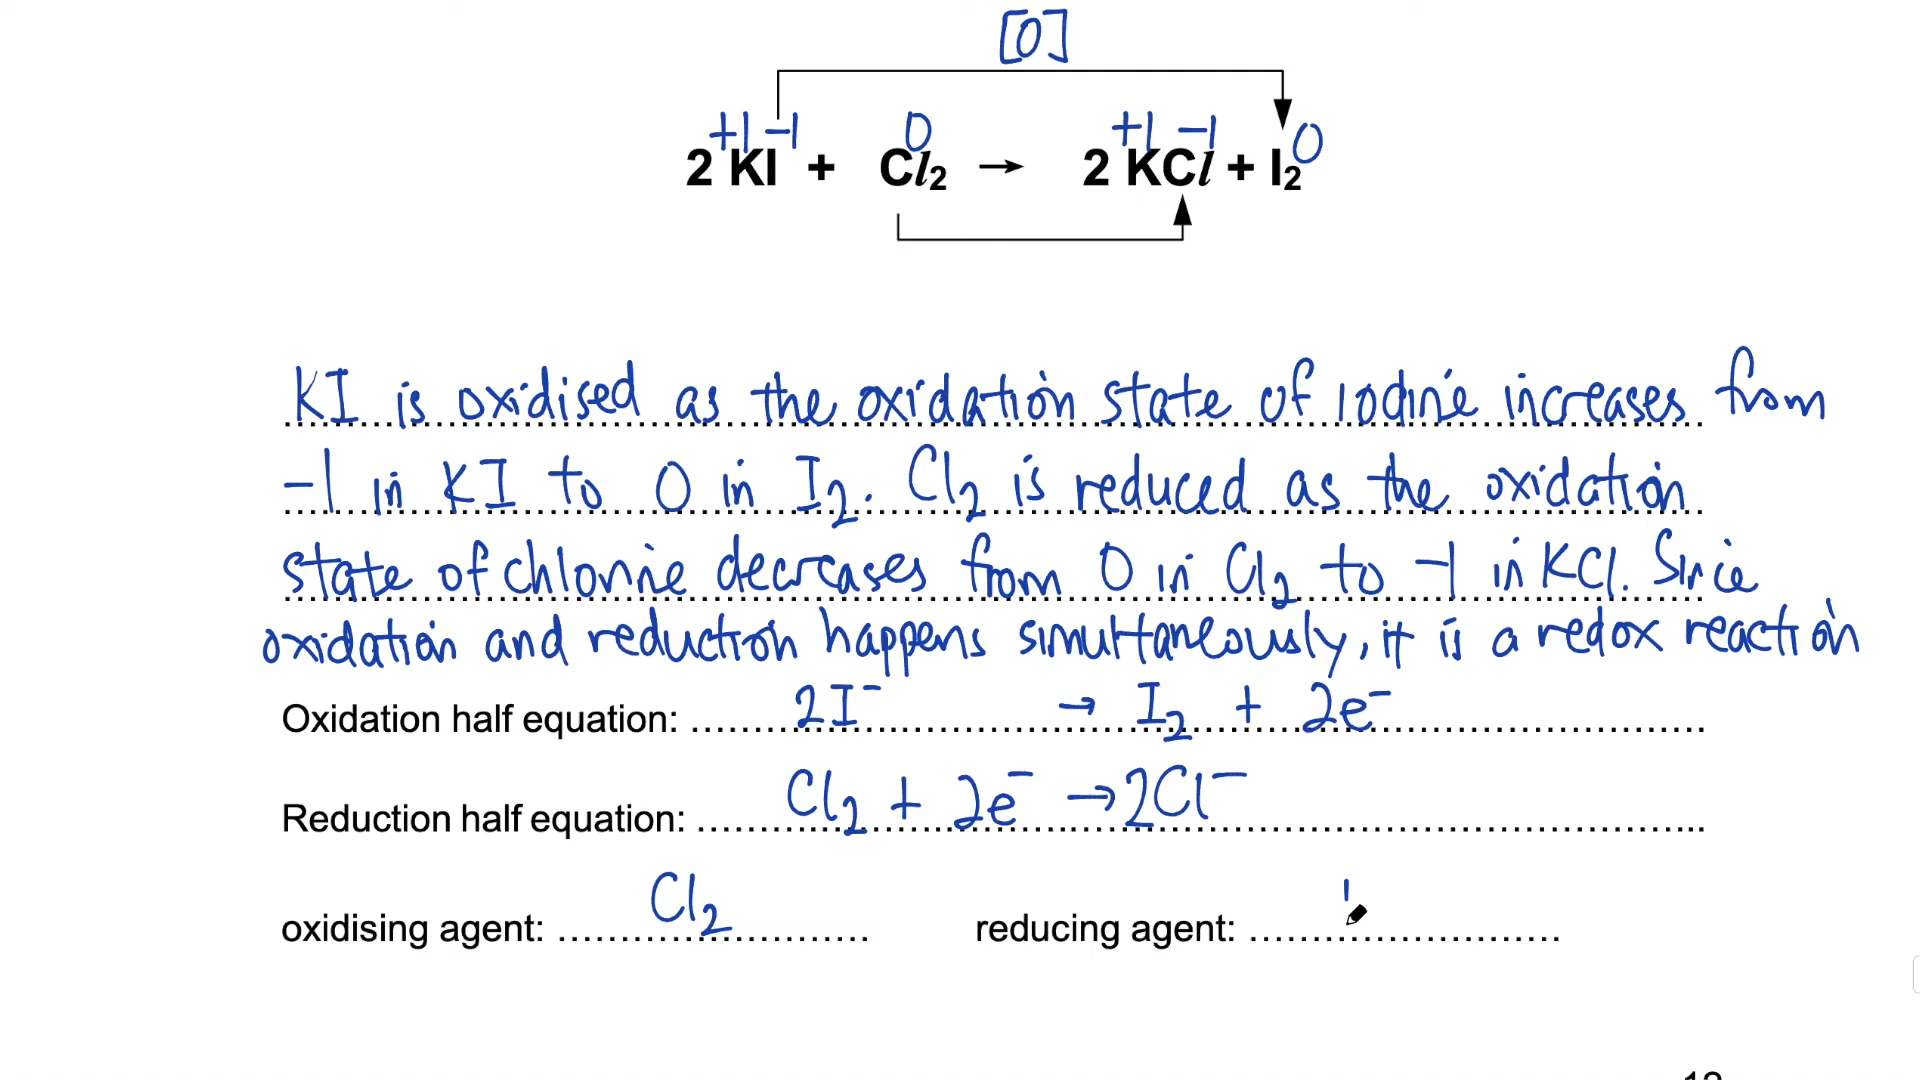 [O]
+1 -1 0 +1 -1 0
2 KI + Cl2 → 2 KCl + I2
KI is oxidised as the oxidation state of iodine increases from
-1 in KI to 0 in I2. Cl2 is reduced as the oxidation
state of chlorine decreases from 0 in Cl2 to -1 in KCl. Since
oxidation and reduction happens simultaneously, it is a redox reaction
Oxidation half equation: 2I⁻ → I2 + 2e⁻
Reduction half equation: Cl2 + 2e⁻ → 2Cl⁻
oxidising agent: Cl2 reducing agent: